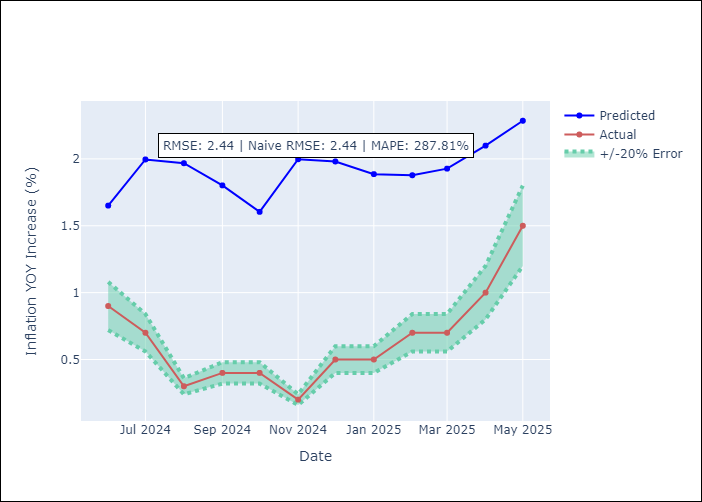 RMSE: 2.44 | Naive RMSE: 2.44 | MAPE: 287.81%
Predicted
Actual
+/-20% Error
Inflation YOY Increase (%)
2
1.5
1
0.5
Jul 2024
Sep 2024
Nov 2024
Jan 2025
Mar 2025
May 2025
Date